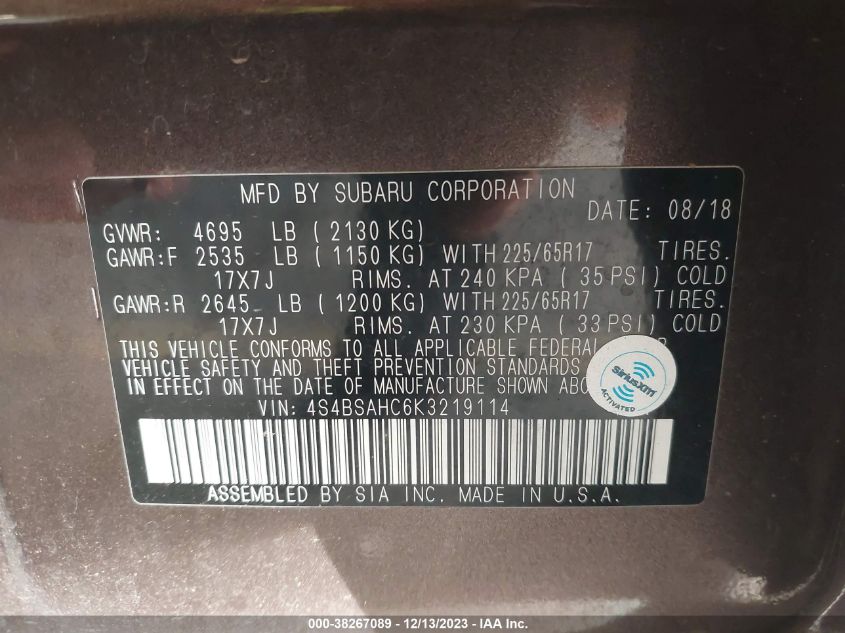 MFD BY SUBARU CORPORATION
DATE: 08/18
GVWR: 4695 LB ( 2130 KG)
GAWR:F 2535 LB ( 1150 KG) WITH 225/65R17 TIRES.
17X7J RIMS. AT 240 KPA ( 35 PSI) COLD
GAWR:R 2645 LB ( 1200 KG) WITH 225/65R17 TIRES.
17X7J RIMS. AT 230 KPA ( 33 PSI) COLD
THIS VEHICLE CONFORMS TO ALL APPLICABLE FEDERAL
VEHICLE SAFETY AND THEFT PREVENTION STANDARDS
IN EFFECT ON THE DATE OF MANUFACTURE SHOWN
siriusxm
ACTIVATED
VIN: 4S4BSAHC6K3219114
ASSEMBLED BY SIA INC. MADE IN U.S.A.
000-38267089 - 12/13/2023 - IAA Inc.